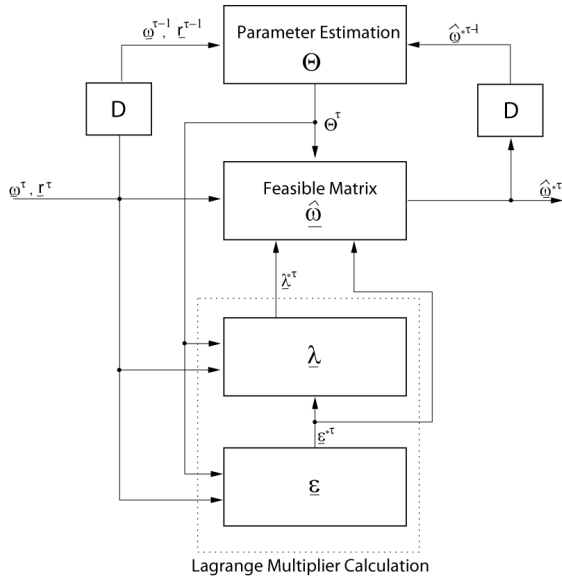 ω^τ-1, r^τ-1
Parameter Estimation
Θ
ω̂*^τ-1
D
D
Θ^τ
ω^τ, r^τ
Feasible Matrix
ω̂
ω̂*^τ
λ*^τ
λ
ε*^τ
ε
Lagrange Multiplier Calculation